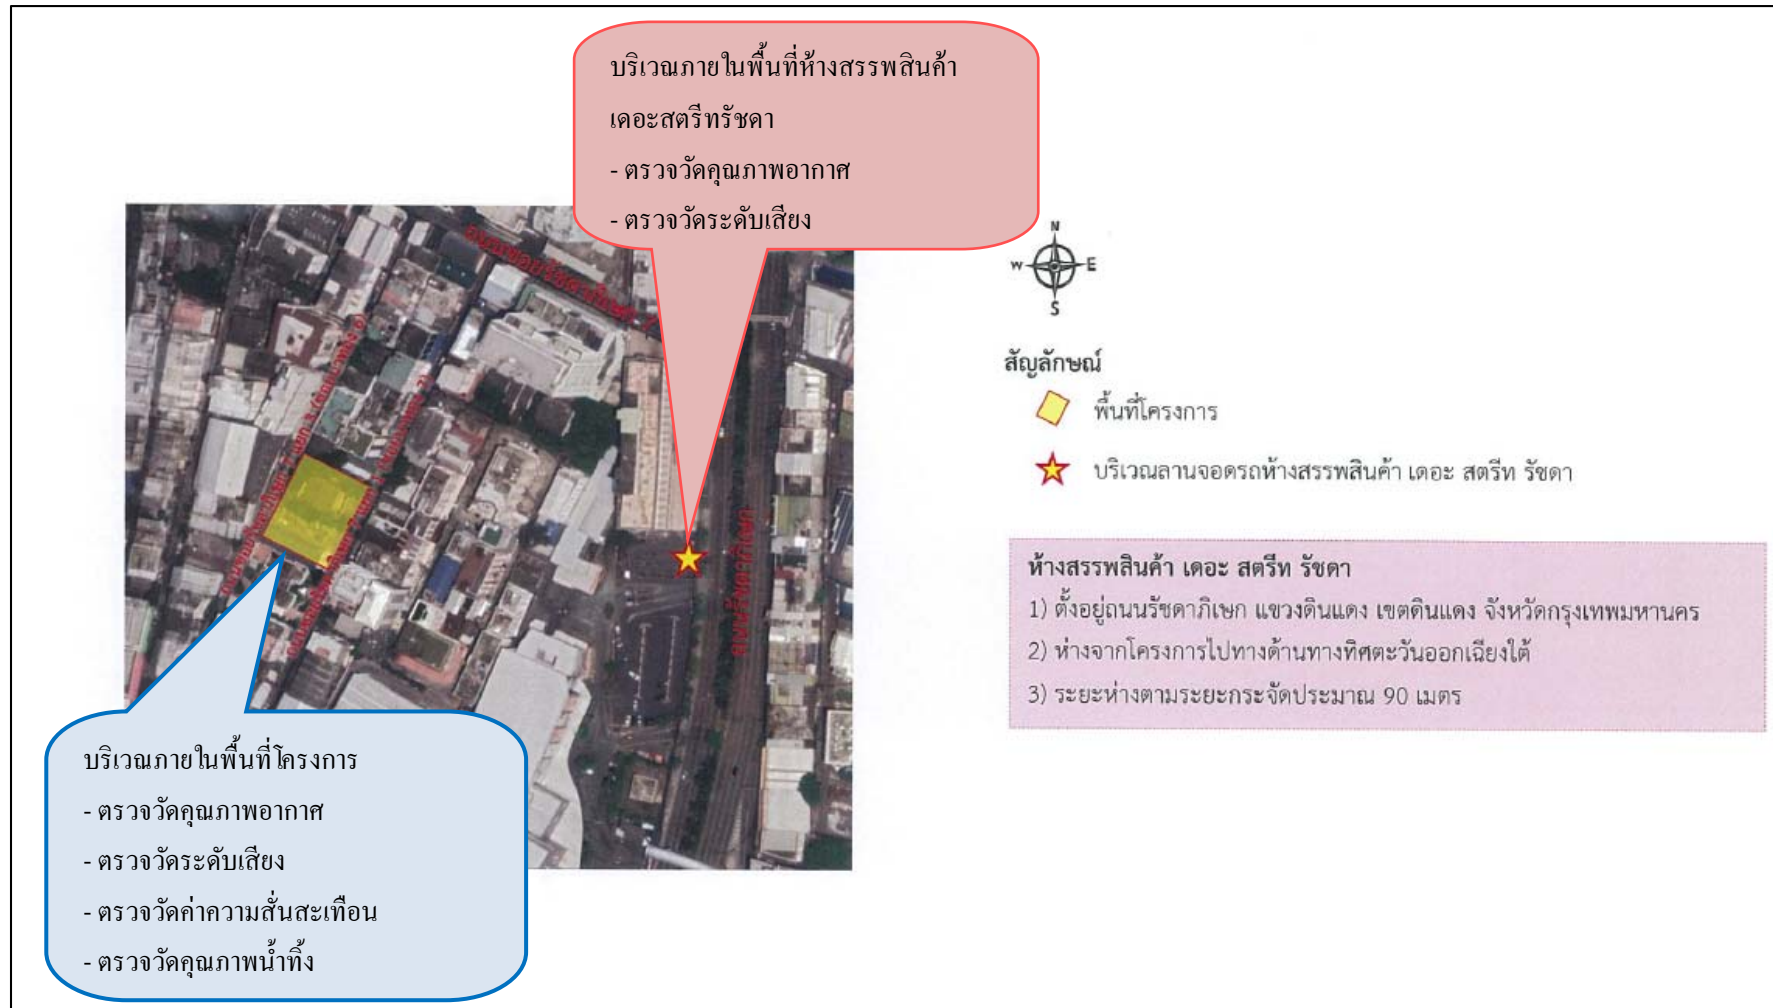 บริเวณภายในพื้นที่ห้างสรรพสินค้า
เดอะสตรีทรัชดา
- ตรวจวัดคุณภาพอากาศ
- ตรวจวัดระดับเสียง
ถนนซอยรัชดาภิเษก 7
ถนนรัชดาภิเษก
N
W
E
S
สัญลักษณ์
พื้นที่โครงการ
บริเวณลานจอดรถห้างสรรพสินค้า เดอะ สตรีท รัชดา
ห้างสรรพสินค้า เดอะ สตรีท รัชดา
1) ตั้งอยู่ถนนรัชดาภิเษก แขวงดินแดง เขตดินแดง จังหวัดกรุงเทพมหานคร
2) ห่างจากโครงการไปทางด้านทางทิศตะวันออกเฉียงใต้
3) ระยะห่างตามระยะกระจัดประมาณ 90 เมตร
บริเวณภายในพื้นที่โครงการ
- ตรวจวัดคุณภาพอากาศ
- ตรวจวัดระดับเสียง
- ตรวจวัดค่าความสั่นสะเทือน
- ตรวจวัดคุณภาพน้ำทิ้ง